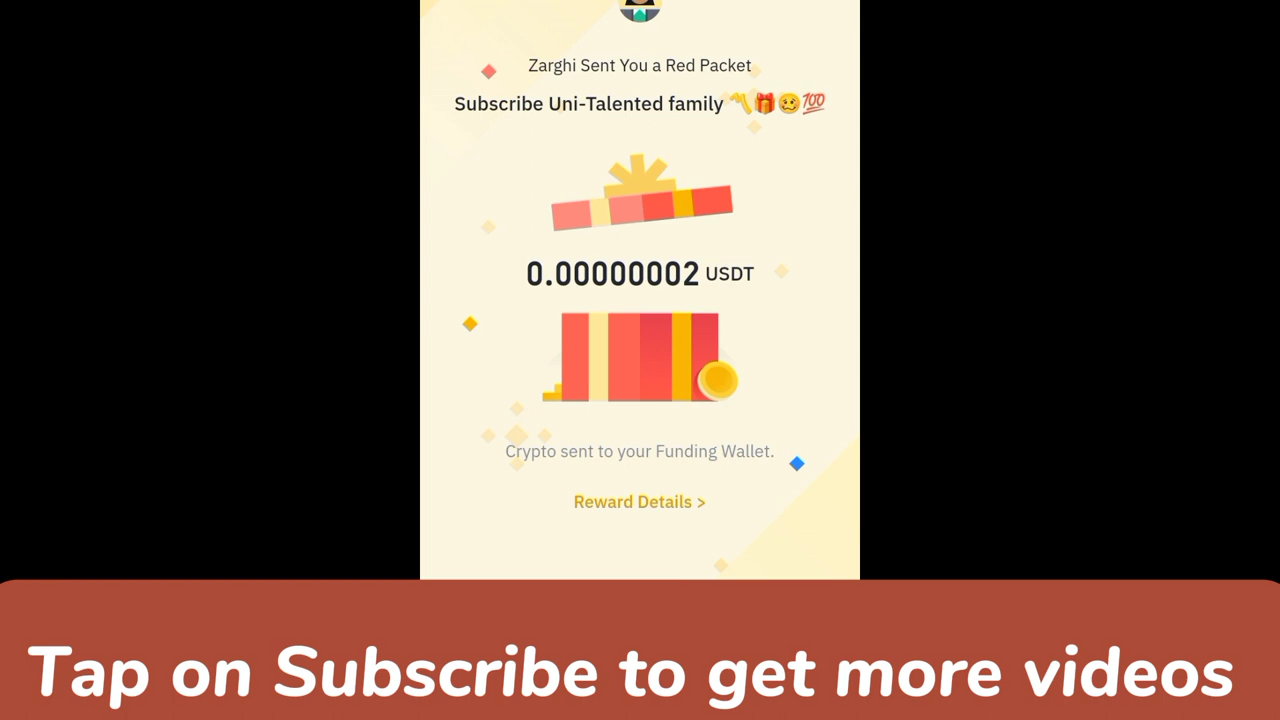 Zarghi Sent You a Red Packet
Subscribe Uni-Talented family 〽️🎁🥴💯
0.00000002 USDT
Crypto sent to your Funding Wallet.
Reward Details >
Tap on Subscribe to get more videos